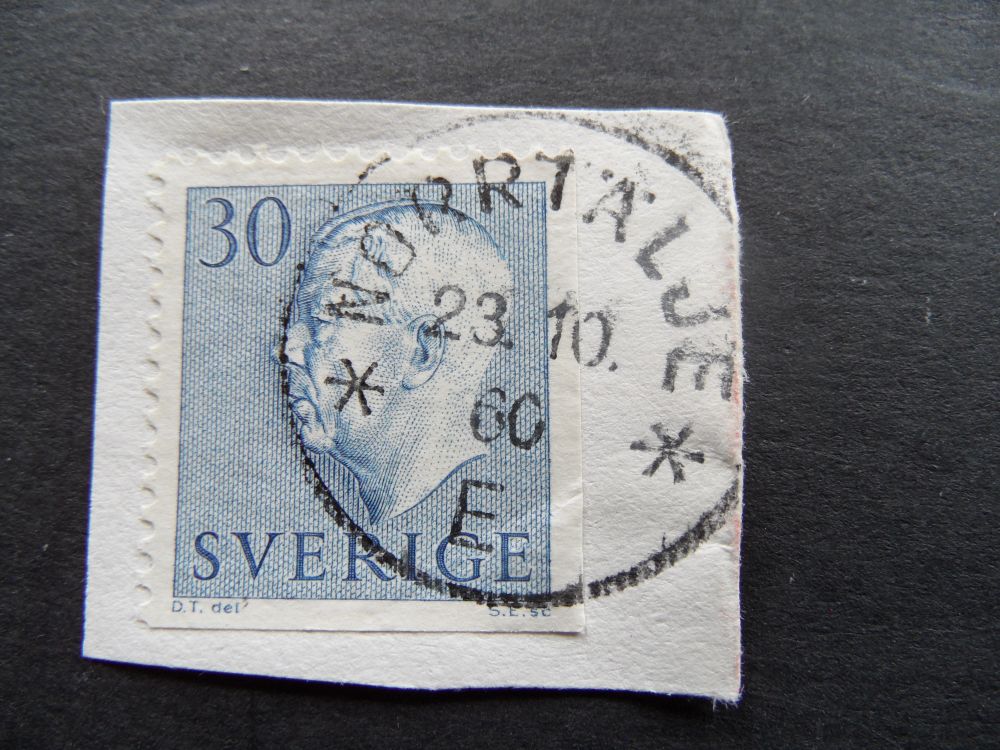 30
NORRTÄLJE
23.10.
60
E
SVERIGE
D.T. del
S.E.sc